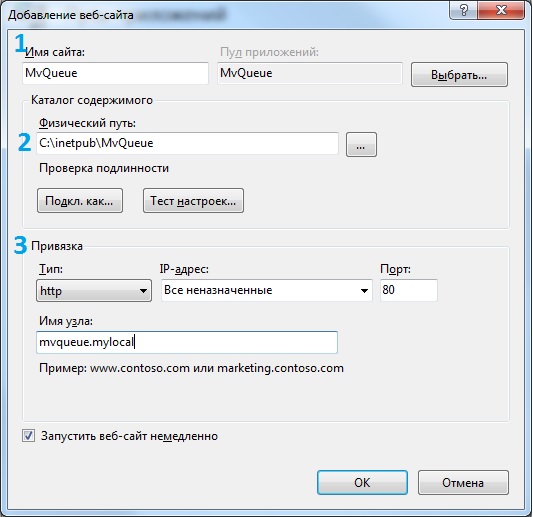 Добавление веб-сайта
1
Имя сайта: Пул приложений:
MvQueue MvQueue Выбрать...
Каталог содержимого
Физический путь:
2 C:\inetpub\MvQueue ...
Проверка подлинности
Подкл. как... Тест настроек...
3 Привязка
Тип: IP-адрес: Порт:
http Все неназначенные 80
Имя узла:
mvqueue.mylocal
Пример: www.contoso.com или marketing.contoso.com
Запустить веб-сайт немедленно
OK Отмена